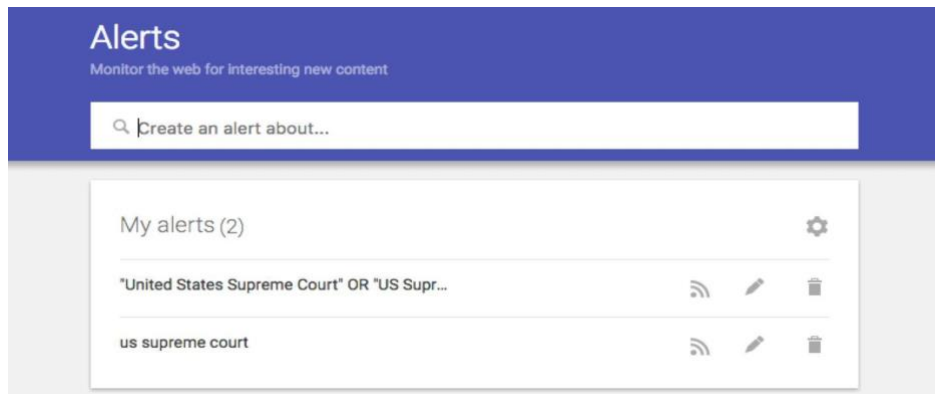 Alerts
Monitor the web for interesting new content
Create an alert about...
My alerts (2)
"United States Supreme Court" OR "US Supr...
us supreme court